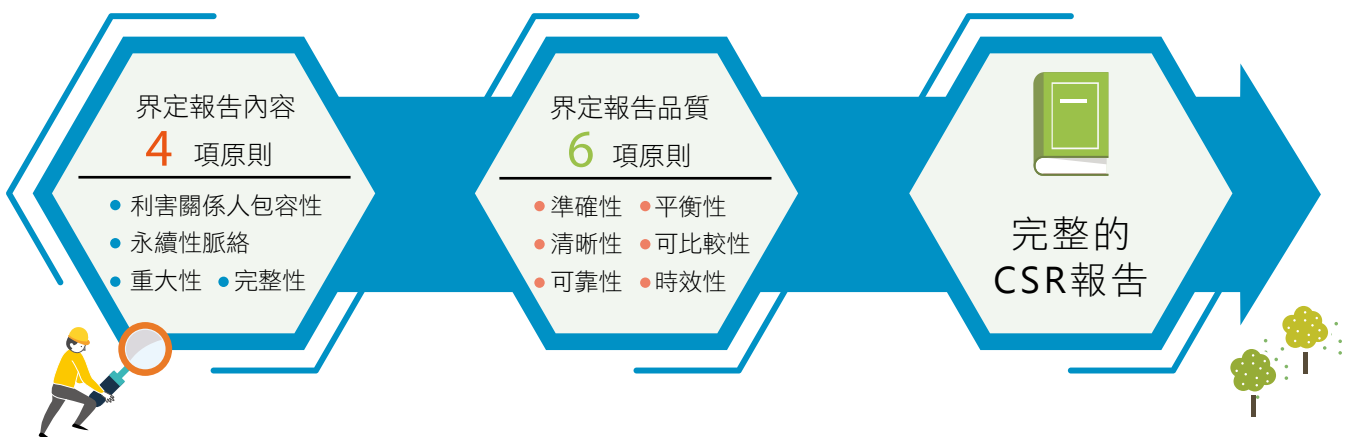 界定報告內容
4 項原則
● 利害關係人包容性
● 永續性脈絡
● 重大性 ● 完整性
界定報告品質
6 項原則
● 準確性 ● 平衡性
● 清晰性 ● 可比較性
● 可靠性 ● 時效性
完整的
CSR報告